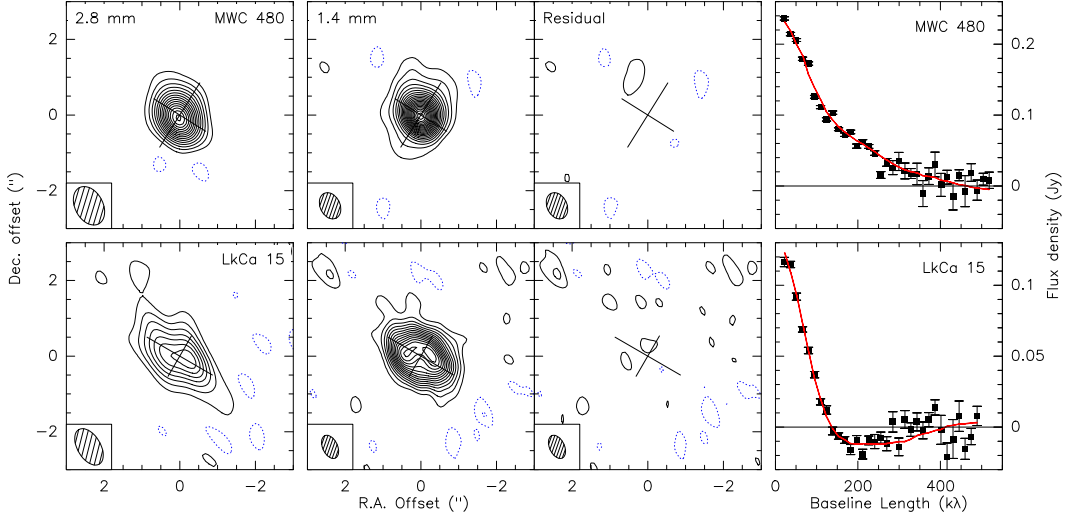 2.8 mm MWC 480
1.4 mm
Residual
MWC 480
2
0
−2
0.2
0.1
0
LkCa 15
LkCa 15
2
0
−2
0.1
0.05
0
Dec. offset (")
Flux density (Jy)
2 0 −2
2 0 −2
2 0 −2
0 200 400
R.A. Offset (")
Baseline Length (kλ)